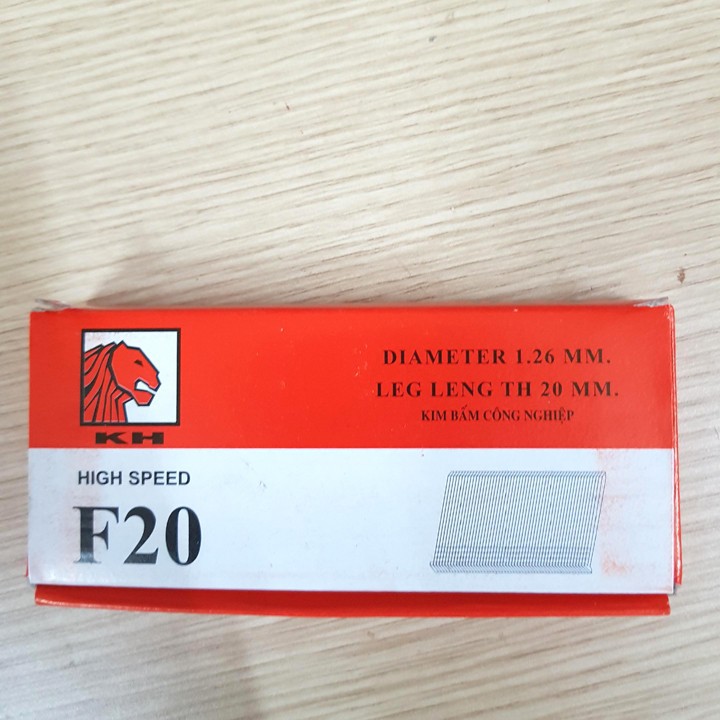 DIAMETER 1.26 MM.
LEG LENG TH 20 MM.
KIM BẤM CÔNG NGHIỆP
KH
HIGH SPEED
F20